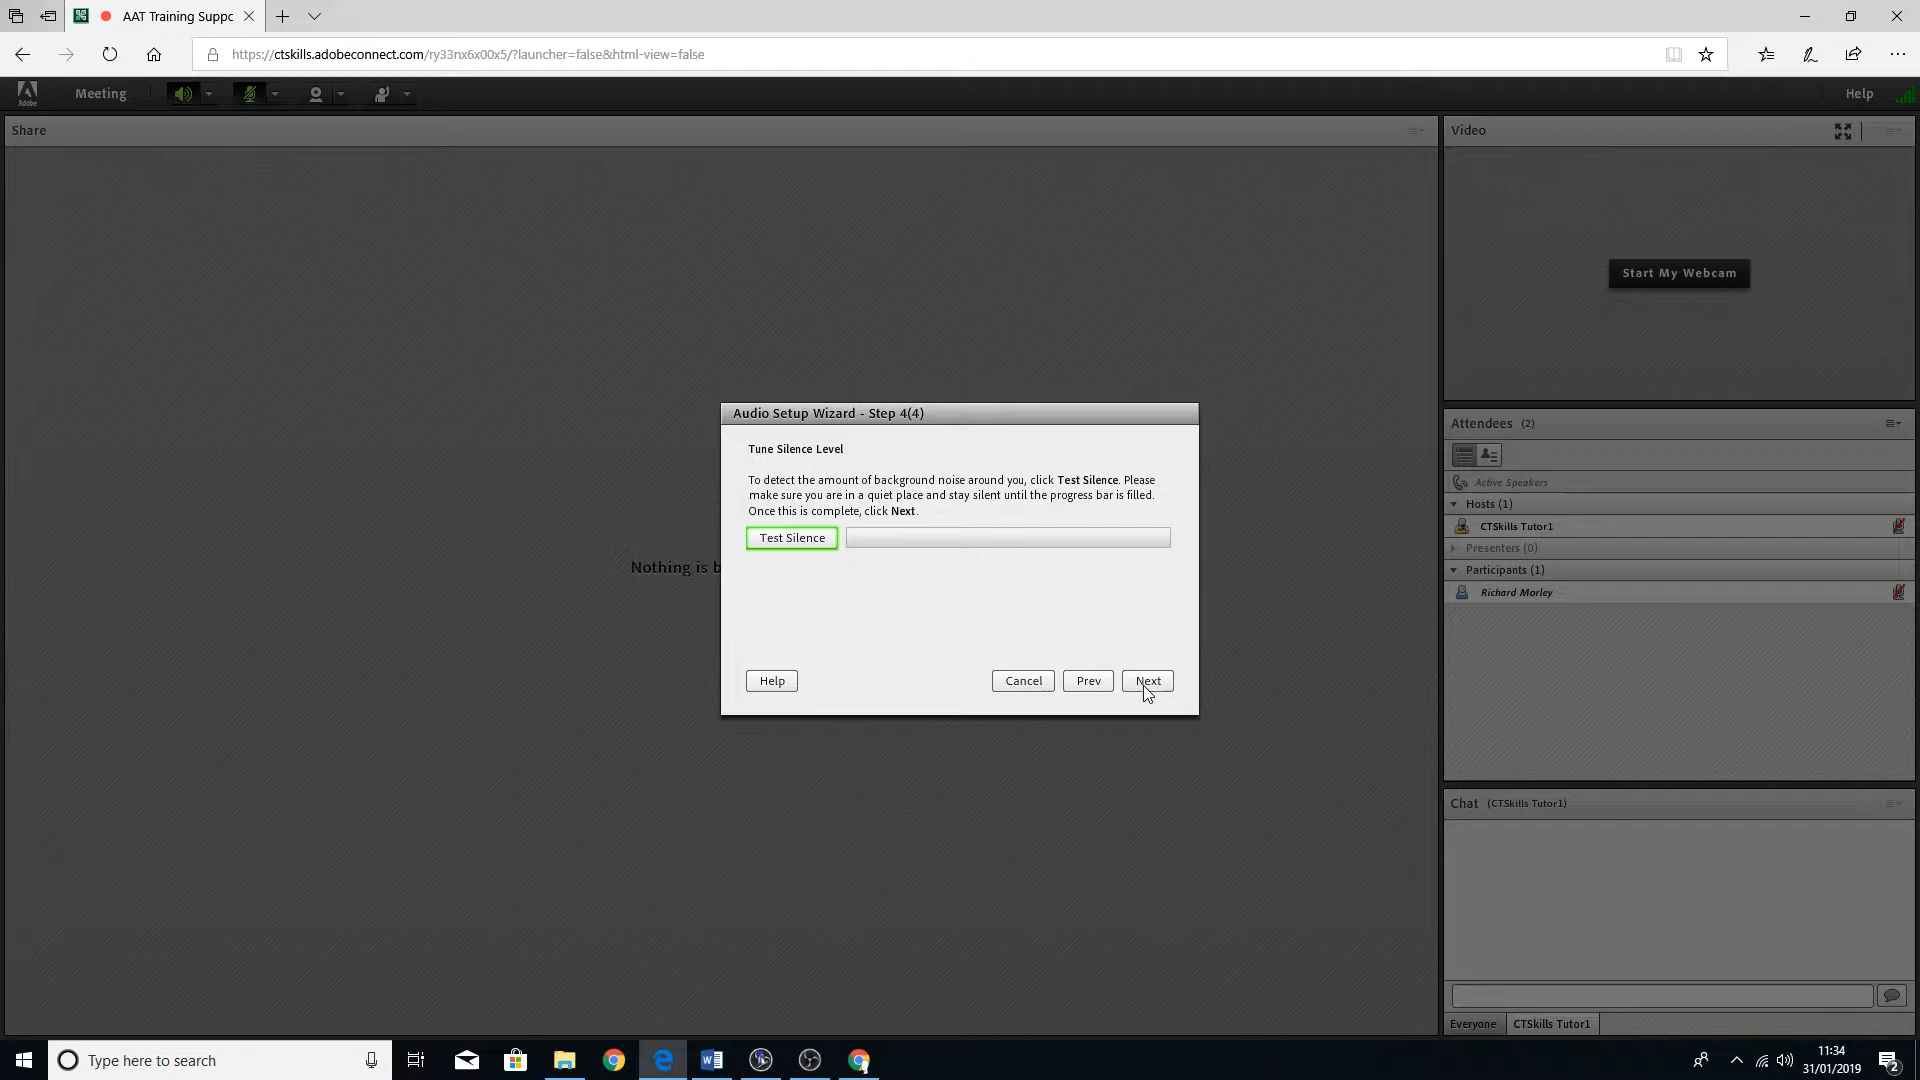 AAT Training Suppc
https://ctskills.adobeconnect.com/ry33nx6x00x5/?launcher=false&html-view=false
Adobe
Meeting
Help
Share
Video
Start My Webcam
Audio Setup Wizard - Step 4(4)
Tune Silence Level
To detect the amount of background noise around you, click Test Silence. Please
make sure you are in a quiet place and stay silent until the progress bar is filled.
Once this is complete, click Next.
Test Silence
Nothing is b
Help
Cancel
Prev
Next
Attendees (2)
Active Speakers
Hosts (1)
CTSkills Tutor1
Presenters (0)
Participants (1)
Richard Morley
Chat (CTSkills Tutor1)
Everyone
CTSkills Tutor1
Type here to search
11:34
31/01/2019
2